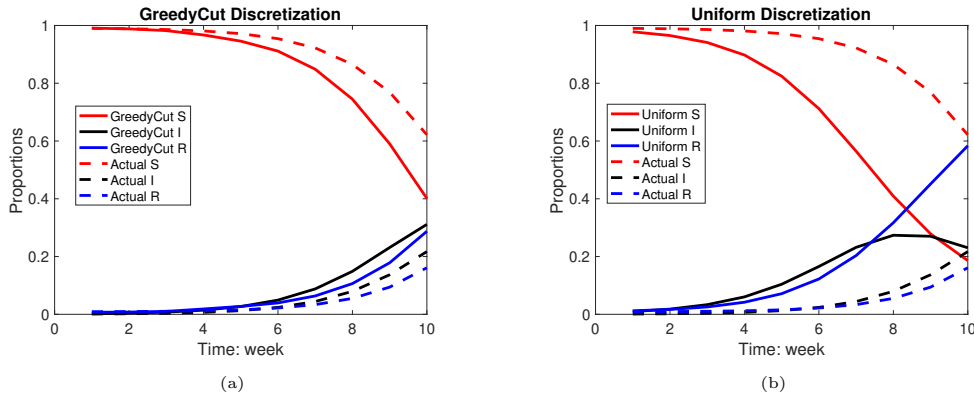 GreedyCut Discretization
1
0.8
0.6
0.4
0.2
0
Proportions
GreedyCut S
GreedyCut I
GreedyCut R
Actual S
Actual I
Actual R
0 2 4 6 8 10
Time: week
(a)
Uniform Discretization
1
0.8
0.6
0.4
0.2
0
Proportions
Uniform S
Uniform I
Uniform R
Actual S
Actual I
Actual R
0 2 4 6 8 10
Time: week
(b)